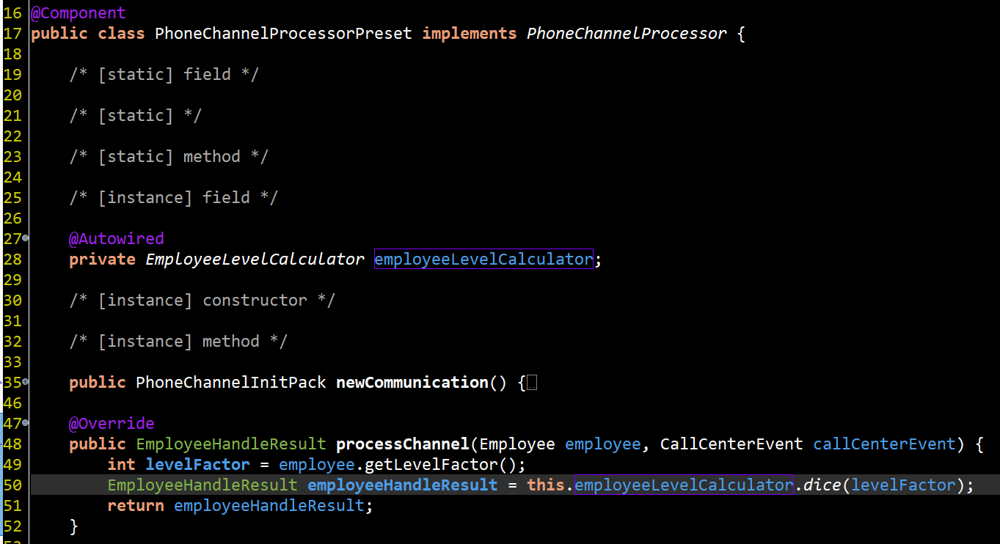 16 @Component
17 public class PhoneChannelProcessorPreset implements PhoneChannelProcessor {
18
19 /* [static] field */
20
21 /* [static] */
22
23 /* [static] method */
24
25 /* [instance] field */
26
27 @Autowired
28 private EmployeeLevelCalculator employeeLevelCalculator;
29
30 /* [instance] constructor */
31
32 /* [instance] method */
33
35 public PhoneChannelInitPack newCommunication() {
46
47 @Override
48 public EmployeeHandleResult processChannel(Employee employee, CallCenterEvent callCenterEvent) {
49 int levelFactor = employee.getLevelFactor();
50 EmployeeHandleResult employeeHandleResult = this.employeeLevelCalculator.dice(levelFactor);
51 return employeeHandleResult;
52 }